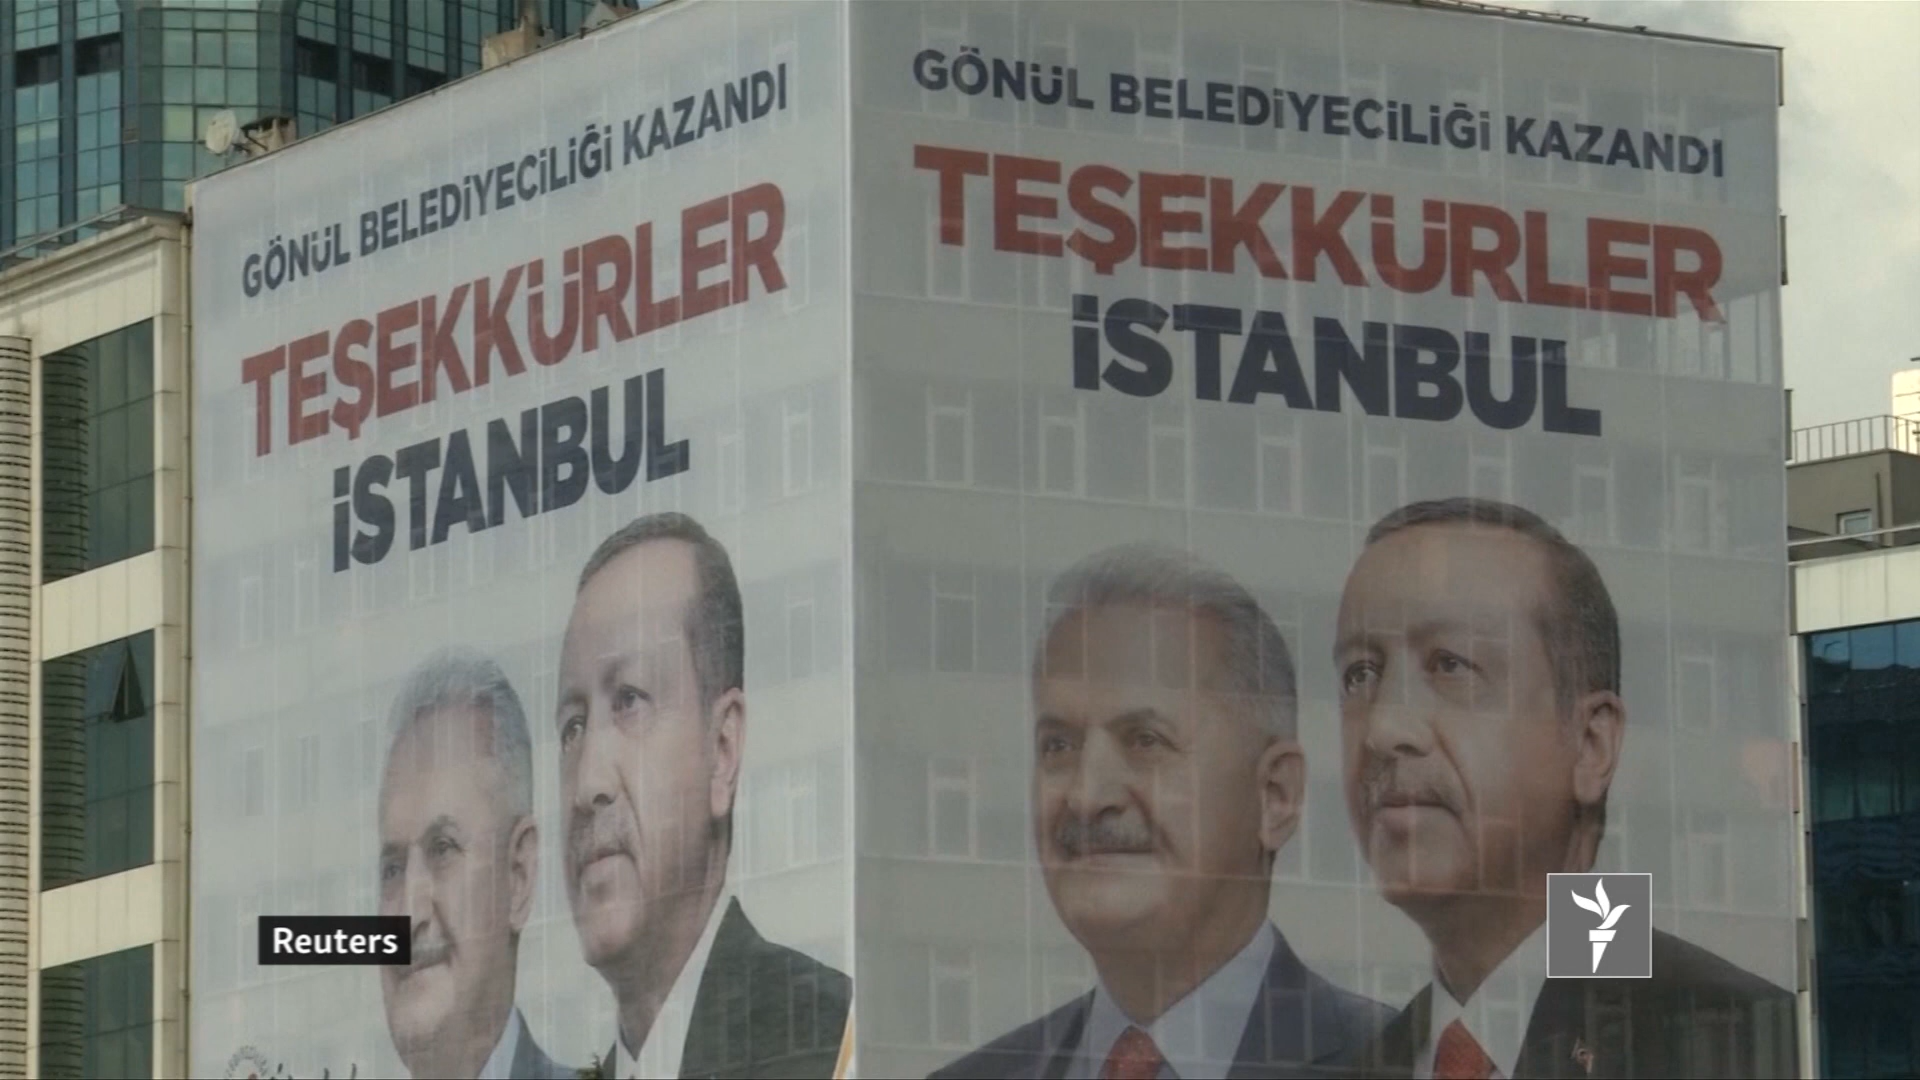 GÖNÜL BELEDİYECİLİĞİ KAZANDI
TEŞEKKÜRLER
İSTANBUL
GÖNÜL BELEDİYECİLİĞİ KAZANDI
TEŞEKKÜRLER
İSTANBUL
Reuters